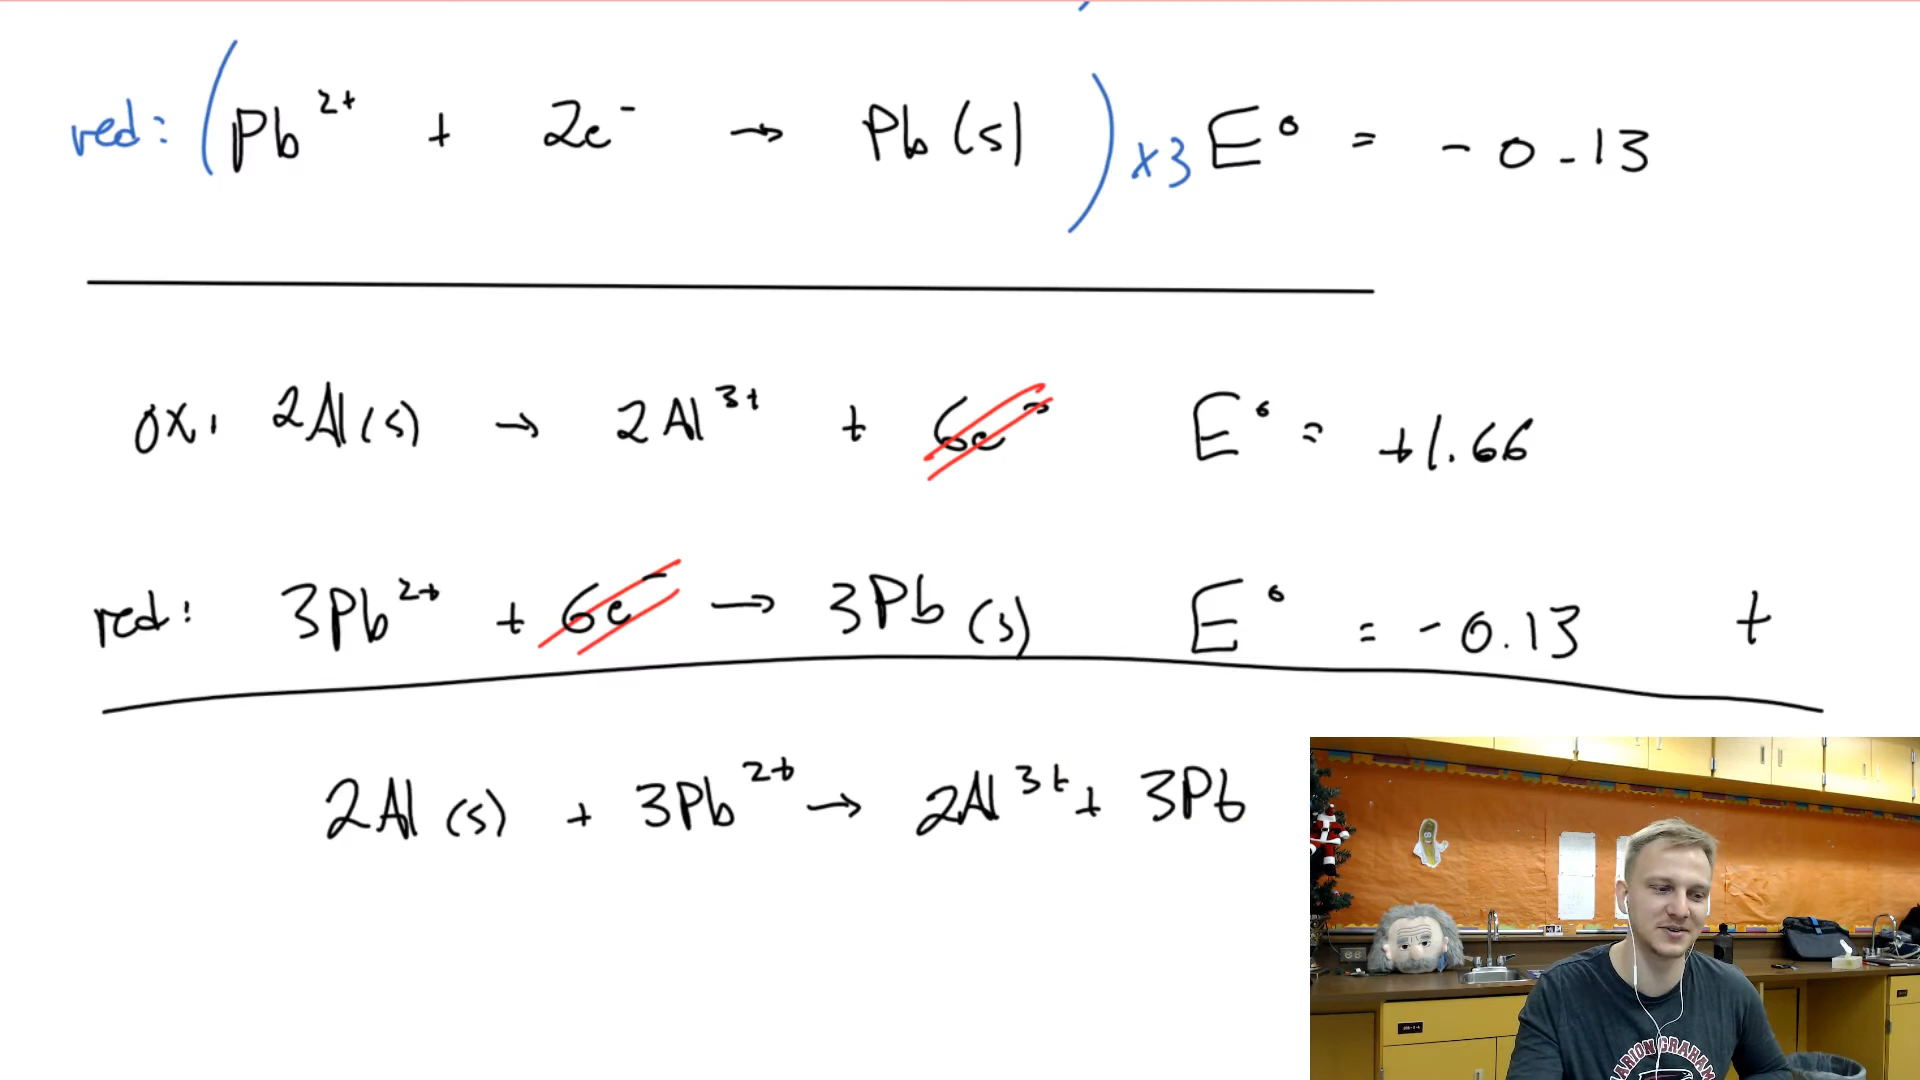 red: (Pb²⁺ + 2e⁻ → Pb(s)) x3 E° = -0.13
ox: 2Al(s) → 2Al³⁺ + 6e⁻ E° = +1.66
red: 3Pb²⁺ + 6e⁻ → 3Pb(s) E° = -0.13 +
2Al(s) + 3Pb²⁺ → 2Al³⁺ + 3Pb